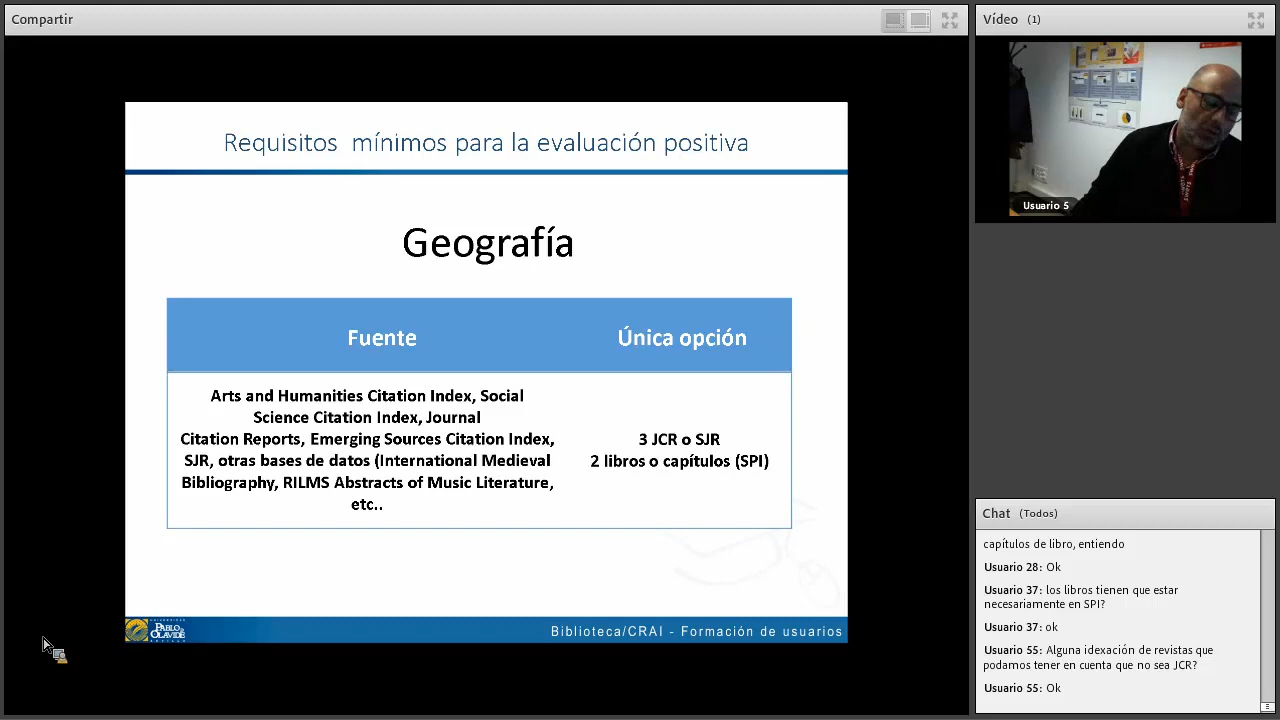 Compartir
Requisitos mínimos para la evaluación positiva
Geografía
Fuente
Única opción
Arts and Humanities Citation Index, Social
Science Citation Index, Journal
Citation Reports, Emerging Sources Citation Index,
SJR, otras bases de datos (International Medieval
Bibliography, RILMS Abstracts of Music Literature,
etc..
3 JCR o SJR
2 libros o capítulos (SPI)
PABLO DE
OLAVIDE
Biblioteca/CRAI - Formación de usuarios
Vídeo (1)
Usuario 5
Chat (Todos)
capítulos de libro, entiendo
Usuario 28: Ok
Usuario 37: los libros tienen que estar
necesariamente en SPI?
Usuario 37: ok
Usuario 55: Alguna idexación de revistas que
podamos tener en cuenta que no sea JCR?
Usuario 55: Ok